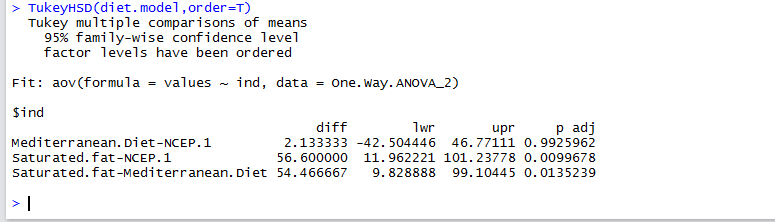 > TukeyHSD(diet.model,order=T)
  Tukey multiple comparisons of means
    95% family-wise confidence level
    factor levels have been ordered

Fit: aov(formula = values ~ ind, data = One.Way.ANOVA_2)

$ind
                                     diff        lwr       upr     p adj
Mediterranean.Diet-NCEP.1        2.133333 -42.504446  46.77111 0.9925962
Saturated.fat-NCEP.1            56.600000  11.962221 101.23778 0.0099678
Saturated.fat-Mediterranean.Diet 54.466667   9.828888  99.10445 0.0135239

>